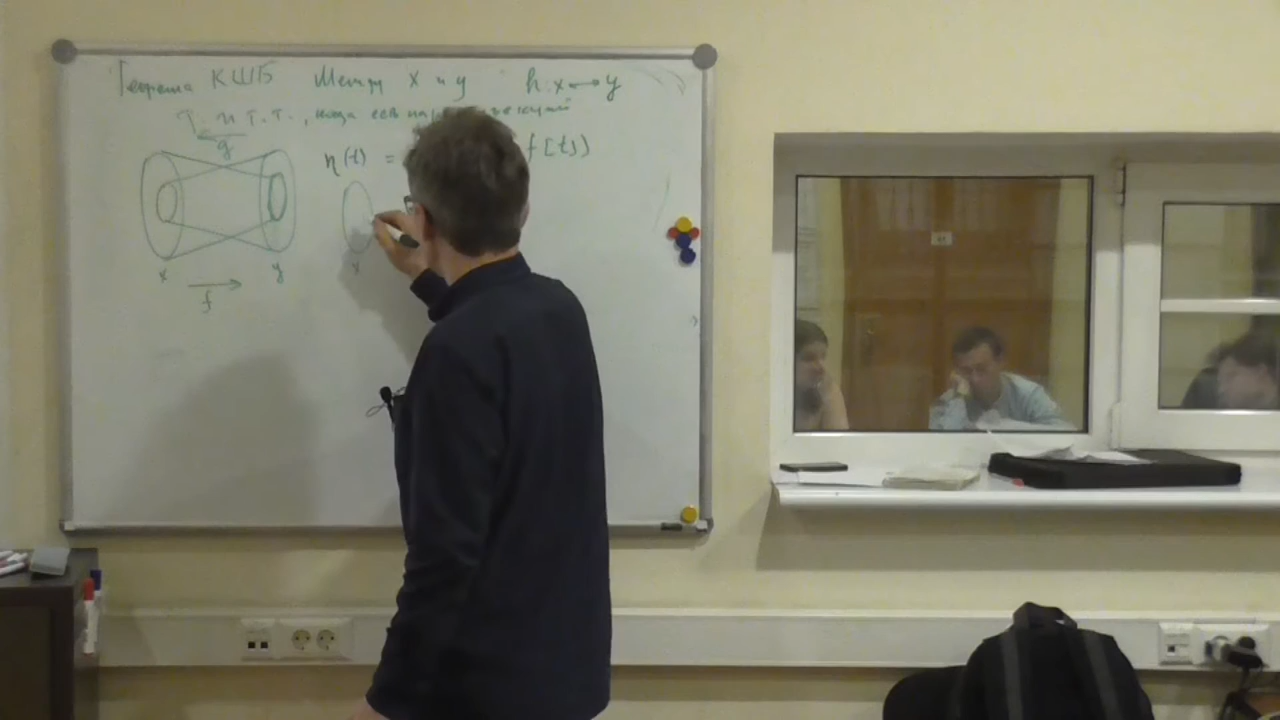 Теорема КШБ Между x и y h: x ⟷ y
т. и т. т., когда есть
g
η(t) = f[t])
x y x
f